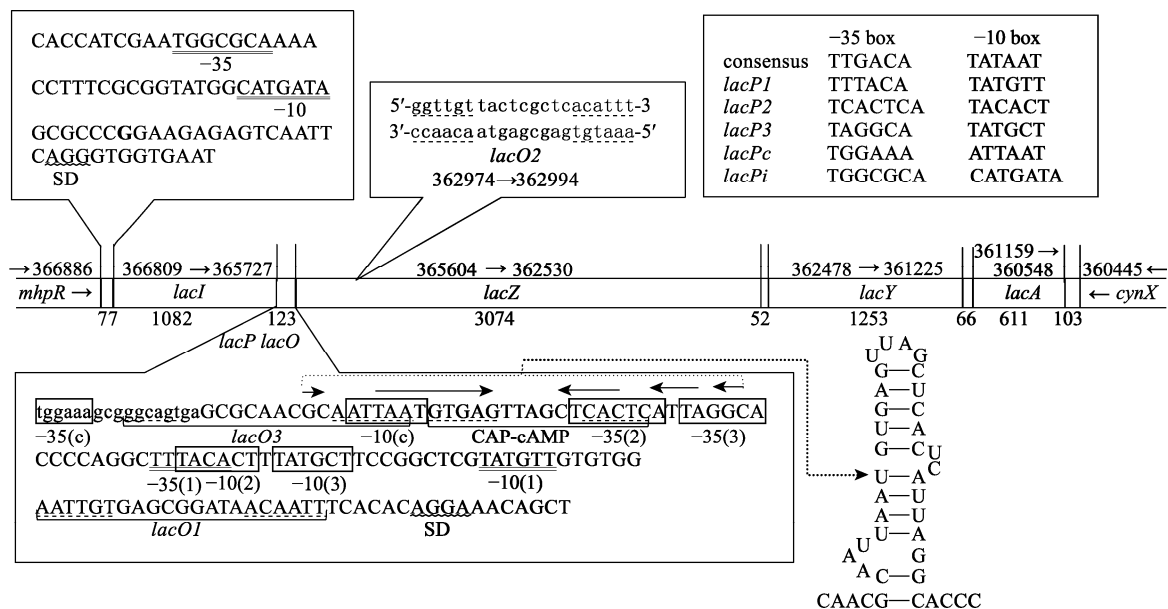 CACCATCGAATGGCGCAAAA
−35
CCTTTCGCGGTATGGCATGATA
−10
GCGCCCGGAAGAGAGTCAATT
CAGGGTGGTGAAT
SD
5′-ggttgt tactcgctcacattt-3
3′-ccaaca atgagcgagtgtaaa-5′
lacO2
362974→362994
−35 box −10 box
consensus TTGACA TATAAT
lacP1 TTTACA TATGTT
lacP2 TCACTCA TACACT
lacP3 TAGGCA TATGCT
lacPc TGGAAA ATTAAT
lacPi TGGCGCA CATGATA
→366886 366809 →365727 365604 → 362530 362478 → 361225 361159 → 360548 360445 ←
mhpR → lacI lacZ lacY lacA ← cynX
77 1082 123 3074 52 1253 66 611 103
lacP lacO
tggaaagcgggcagtgaGCGCAACGCAATTAATGTGAGTTAGCTCACTCATTAGGCA
−35(c) lacO3 −10(c) CAP-cAMP −35(2) −35(3)
CCCCAGGCTTTACACTTTATGCTTCCGGCTCGTATGTTGTGTGG
−35(1) −10(2) −10(3) −10(1)
AATTGTGAGCGGATAACAATTTCACACAGGAAACAGCT
lacO1 SD
U A
U G
G—C
A—U
G—C
U—A
G—C
U
C
U—A
A—U
A—U
U—A
U
A
A
G
C—G
CAACG—CACCC